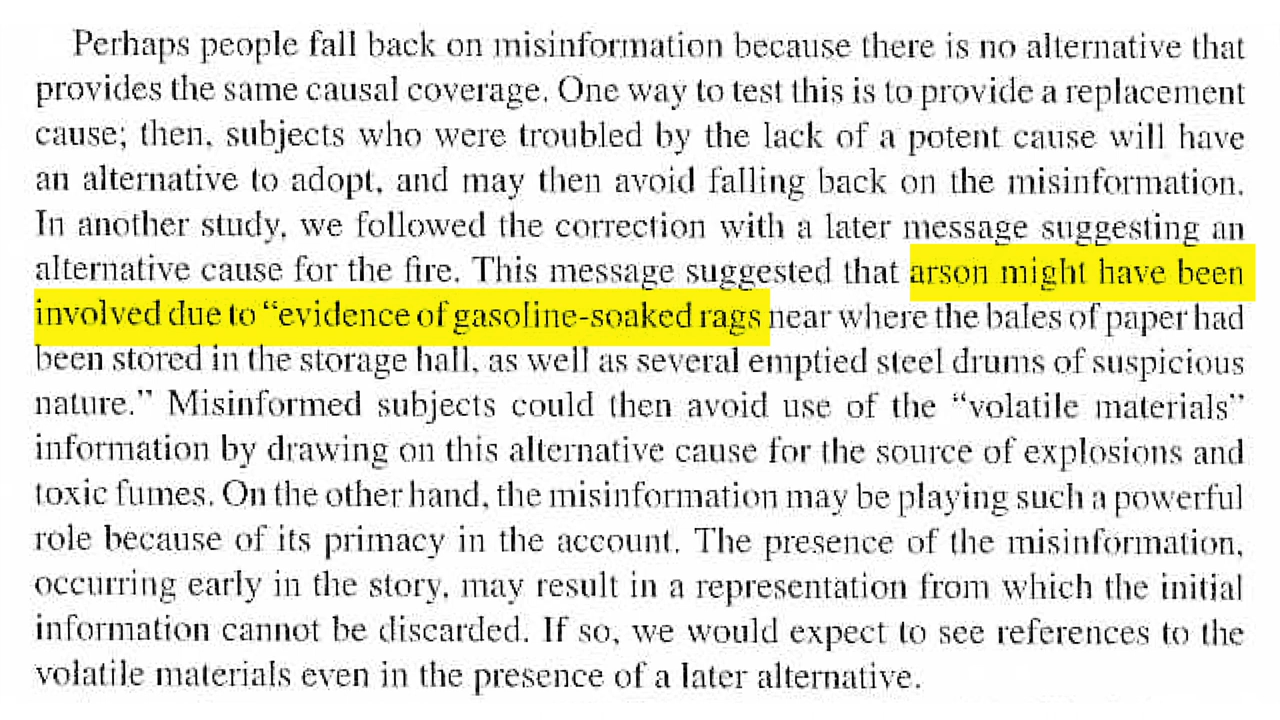 Perhaps people fall back on misinformation because there is no alternative that
provides the same causal coverage. One way to test this is to provide a replacement
cause; then, subjects who were troubled by the lack of a potent cause will have
an alternative to adopt, and may then avoid falling back on the misinformation.
In another study, we followed the correction with a later message suggesting an
alternative cause for the fire. This message suggested that arson might have been
involved due to “evidence of gasoline-soaked rags near where the bales of paper had
been stored in the storage hall, as well as several emptied steel drums of suspicious
nature.” Misinformed subjects could then avoid use of the “volatile materials”
information by drawing on this alternative cause for the source of explosions and
toxic fumes. On the other hand, the misinformation may be playing such a powerful
role because of its primacy in the account. The presence of the misinformation,
occurring early in the story, may result in a representation from which the initial
information cannot be discarded. If so, we would expect to see references to the
volatile materials even in the presence of a later alternative.